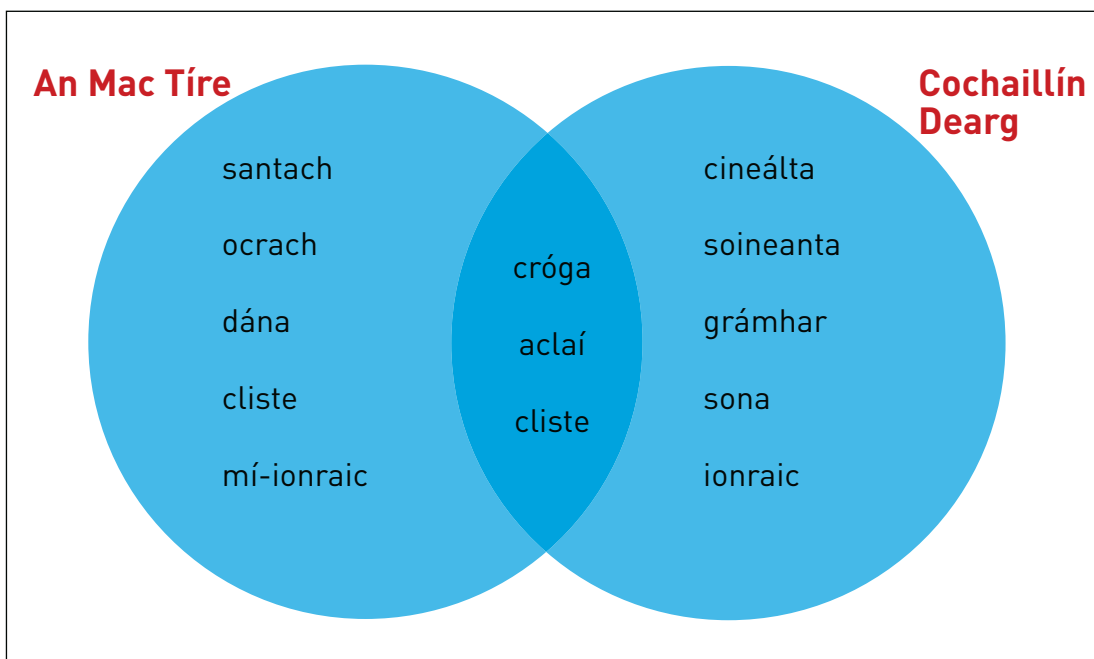 An Mac Tíre
Cochaillín
Dearg
santach
ocrach
dána
cliste
mí-ionraic
cróga
aclaí
cliste
cineálta
soineanta
grámhar
sona
ionraic